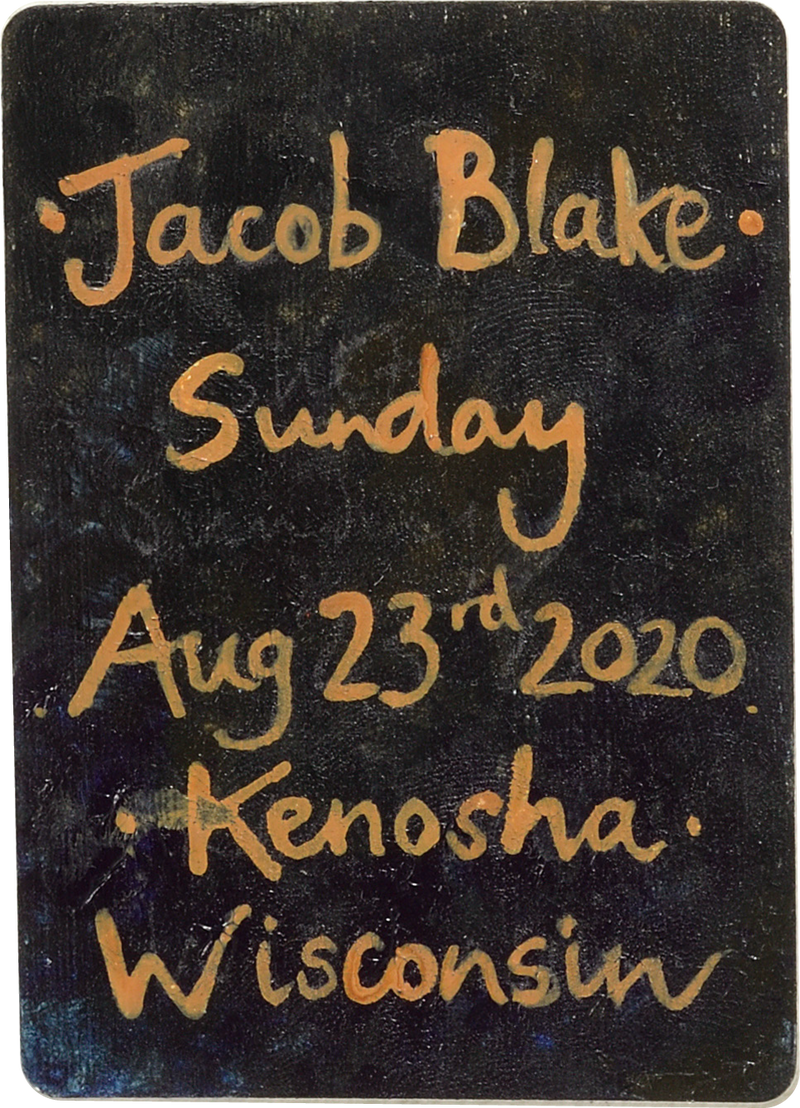 ·Jacob Blake·
Sunday
Aug 23rd 2020.
·Kenosha·
Wisconsin